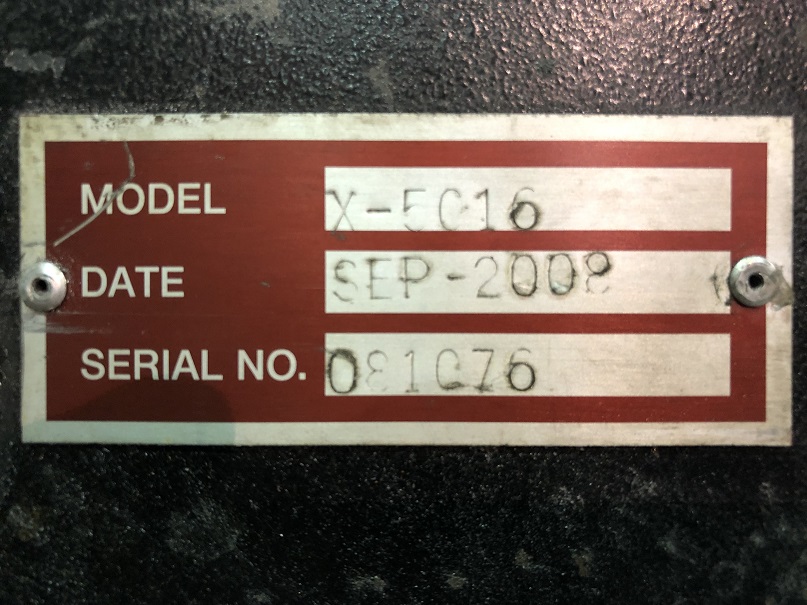 MODEL X-5016
DATE SEP-2008
SERIAL NO. 081076